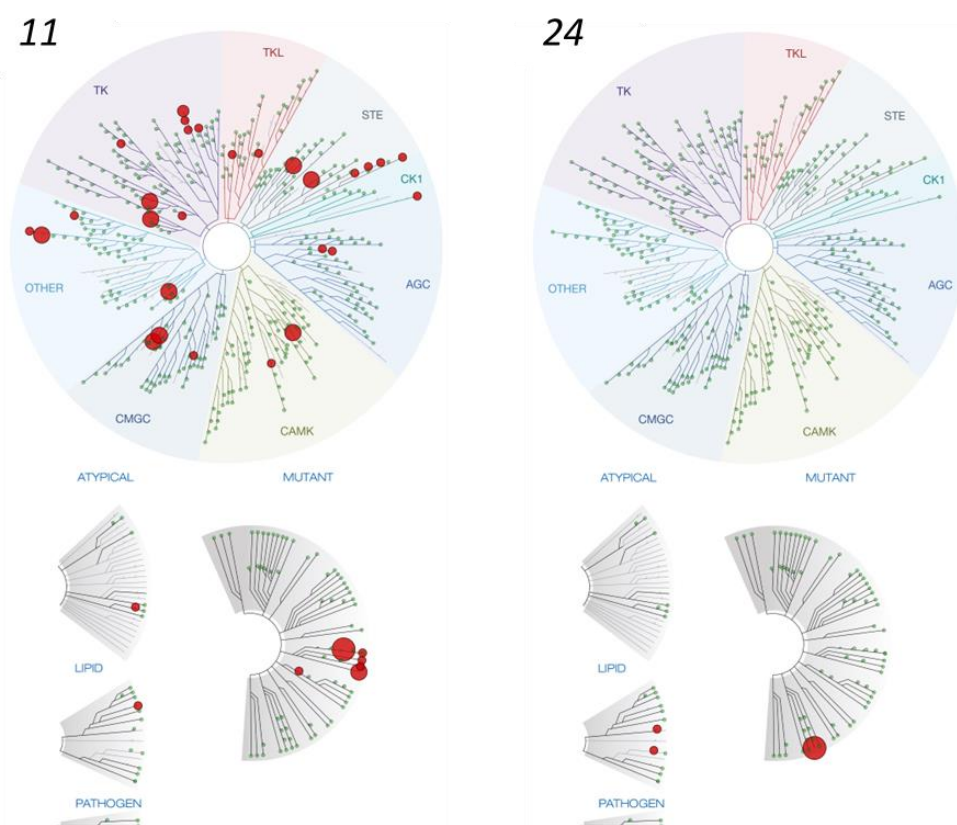 11
TKL
TK
STE
CK1
AGC
OTHER
CMGC
CAMK
ATYPICAL
MUTANT
LIPID
PATHOGEN
24
TKL
TK
STE
CK1
AGC
OTHER
CMGC
CAMK
ATYPICAL
MUTANT
LIPID
PATHOGEN